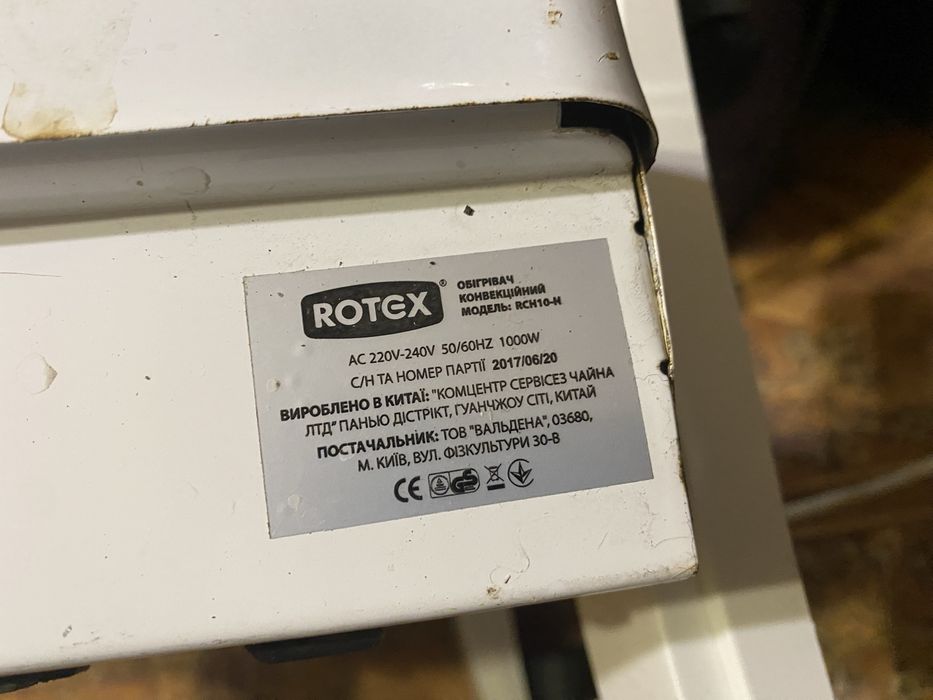 ROTEX®
ОБІГРІВАЧ
КОНВЕКЦІЙНИЙ
МОДЕЛЬ: RCH10-H
AC 220V-240V 50/60HZ 1000W
С/Н ТА НОМЕР ПАРТІЇ 2017/06/20
ВИРОБЛЕНО В КИТАЇ: "КОМЦЕНТР СЕРВІСЕЗ ЧАЙНА
ЛТД" ПАНЬЮ ДІСТРІКТ, ГУАНЧЖОУ СІТІ, КИТАЙ
ПОСТАЧАЛЬНИК: ТОВ "ВАЛЬДЕНА", 03680,
М. КИЇВ, ВУЛ. ФІЗКУЛЬТУРИ 30-В
CE GS